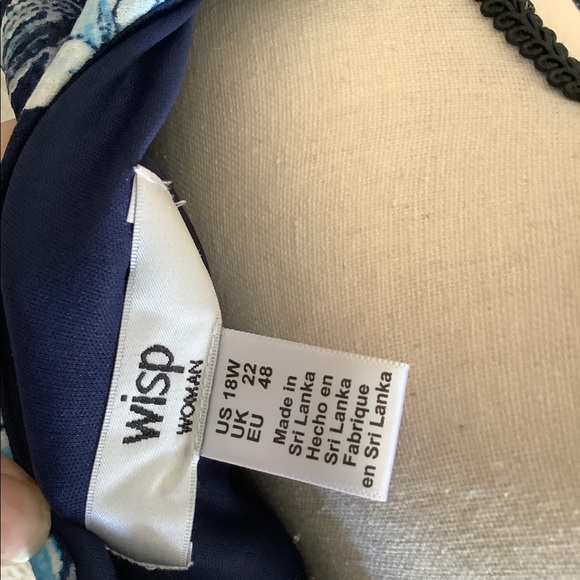 wisp
WOMAN
US 18W
UK 22
EU 48
Made in
Sri Lanka
Hecho en
Sri Lanka
Fabrique
en Sri Lanka